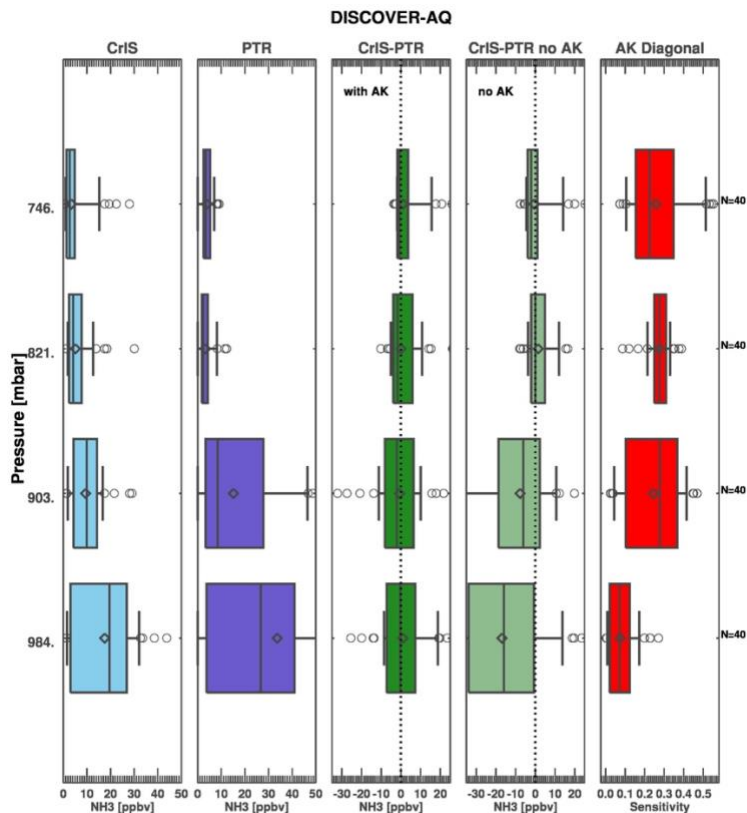 DISCOVER-AQ
CrIS PTR CrIS-PTR CrIS-PTR no AK AK Diagonal
with AK no AK
746. N=40
821. N=40
Pressure [mbar]
903. N=40
984. N=40
0 10 20 30 40 50 0 10 20 30 40 50 -30 -20 -10 0 10 20 -30 -20 -10 0 10 20 0.0 0.1 0.2 0.3 0.4 0.5
NH3 [ppbv] NH3 [ppbv] NH3 [ppbv] NH3 [ppbv] Sensitivity